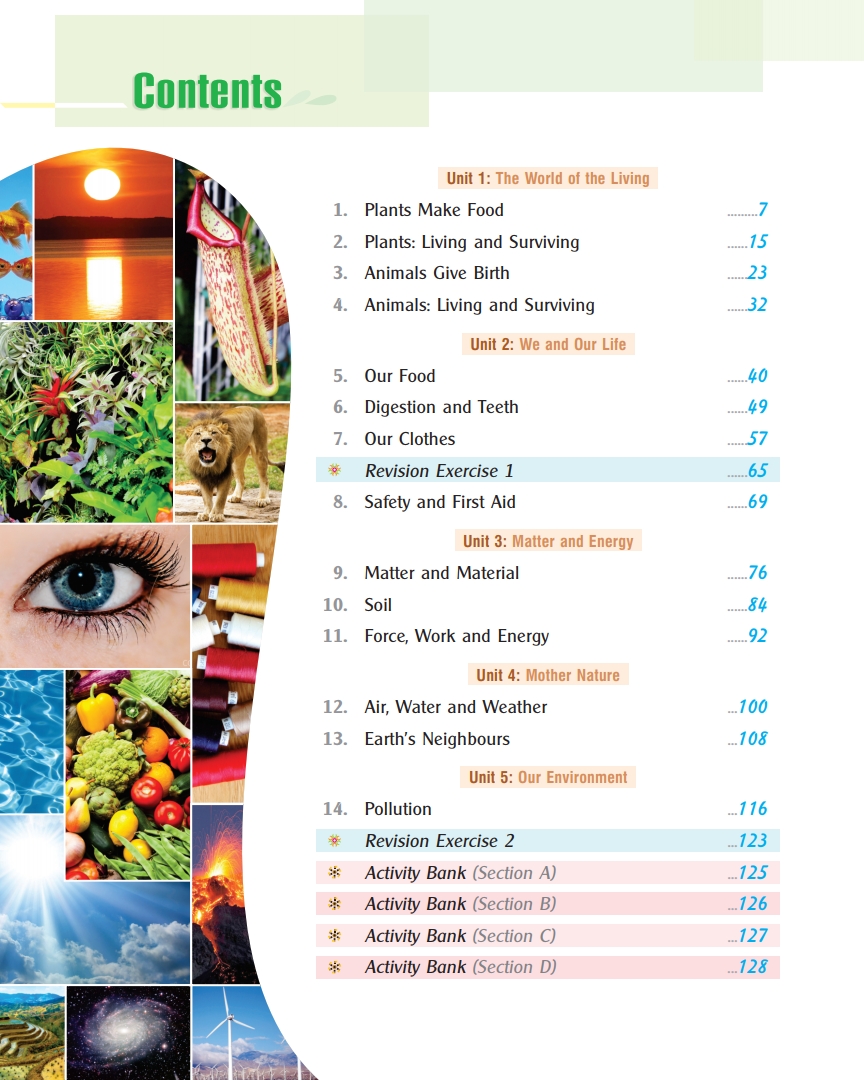 Contents
Unit 1: The World of the Living
1. Plants Make Food .........7
2. Plants: Living and Surviving ......15
3. Animals Give Birth ......23
4. Animals: Living and Surviving ......32
Unit 2: We and Our Life
5. Our Food ......40
6. Digestion and Teeth ......49
7. Our Clothes ......57
Revision Exercise 1 ......65
8. Safety and First Aid ......69
Unit 3: Matter and Energy
9. Matter and Material ......76
10. Soil ......84
11. Force, Work and Energy ......92
Unit 4: Mother Nature
12. Air, Water and Weather ...100
13. Earth's Neighbours ...108
Unit 5: Our Environment
14. Pollution ...116
Revision Exercise 2 ...123
Activity Bank (Section A) ...125
Activity Bank (Section B) ...126
Activity Bank (Section C) ...127
Activity Bank (Section D) ...128